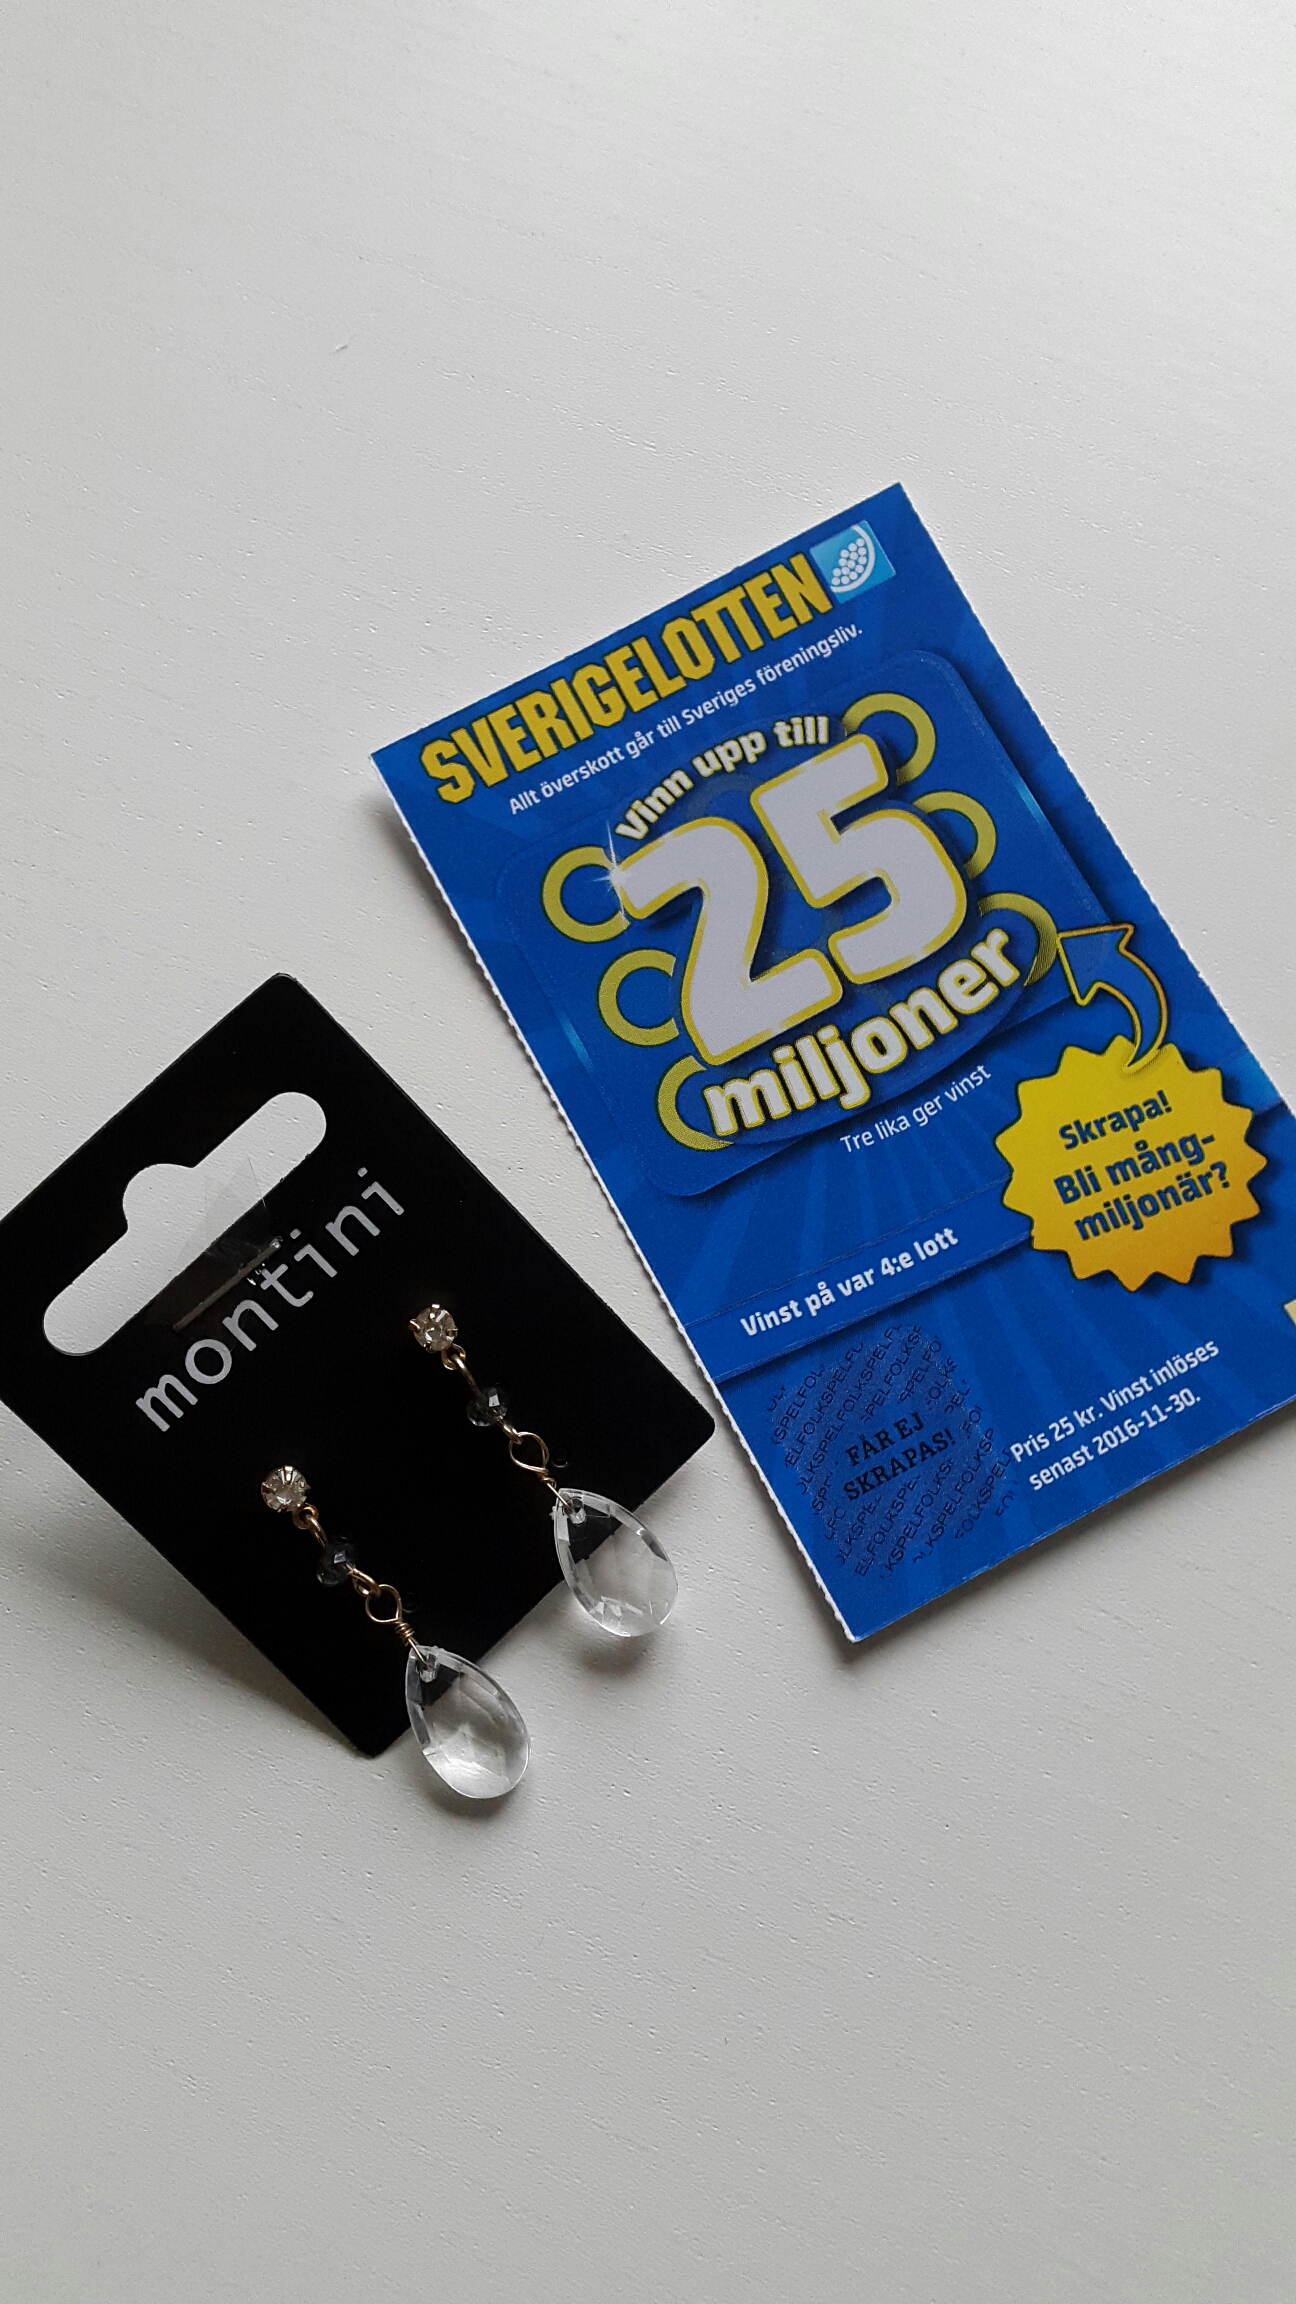 SVERIGELOTTEN
Allt överskott går till Sveriges föreningsliv.
Vinn upp till
25
miljoner
Tre lika ger vinst
Skrapa!
Bli mång-
miljonär?
Vinst på var 4:e lott
FÅR EJ
SKRAPAS!
Pris 25 kr. Vinst inlöses
senast 2016-11-30.
montini